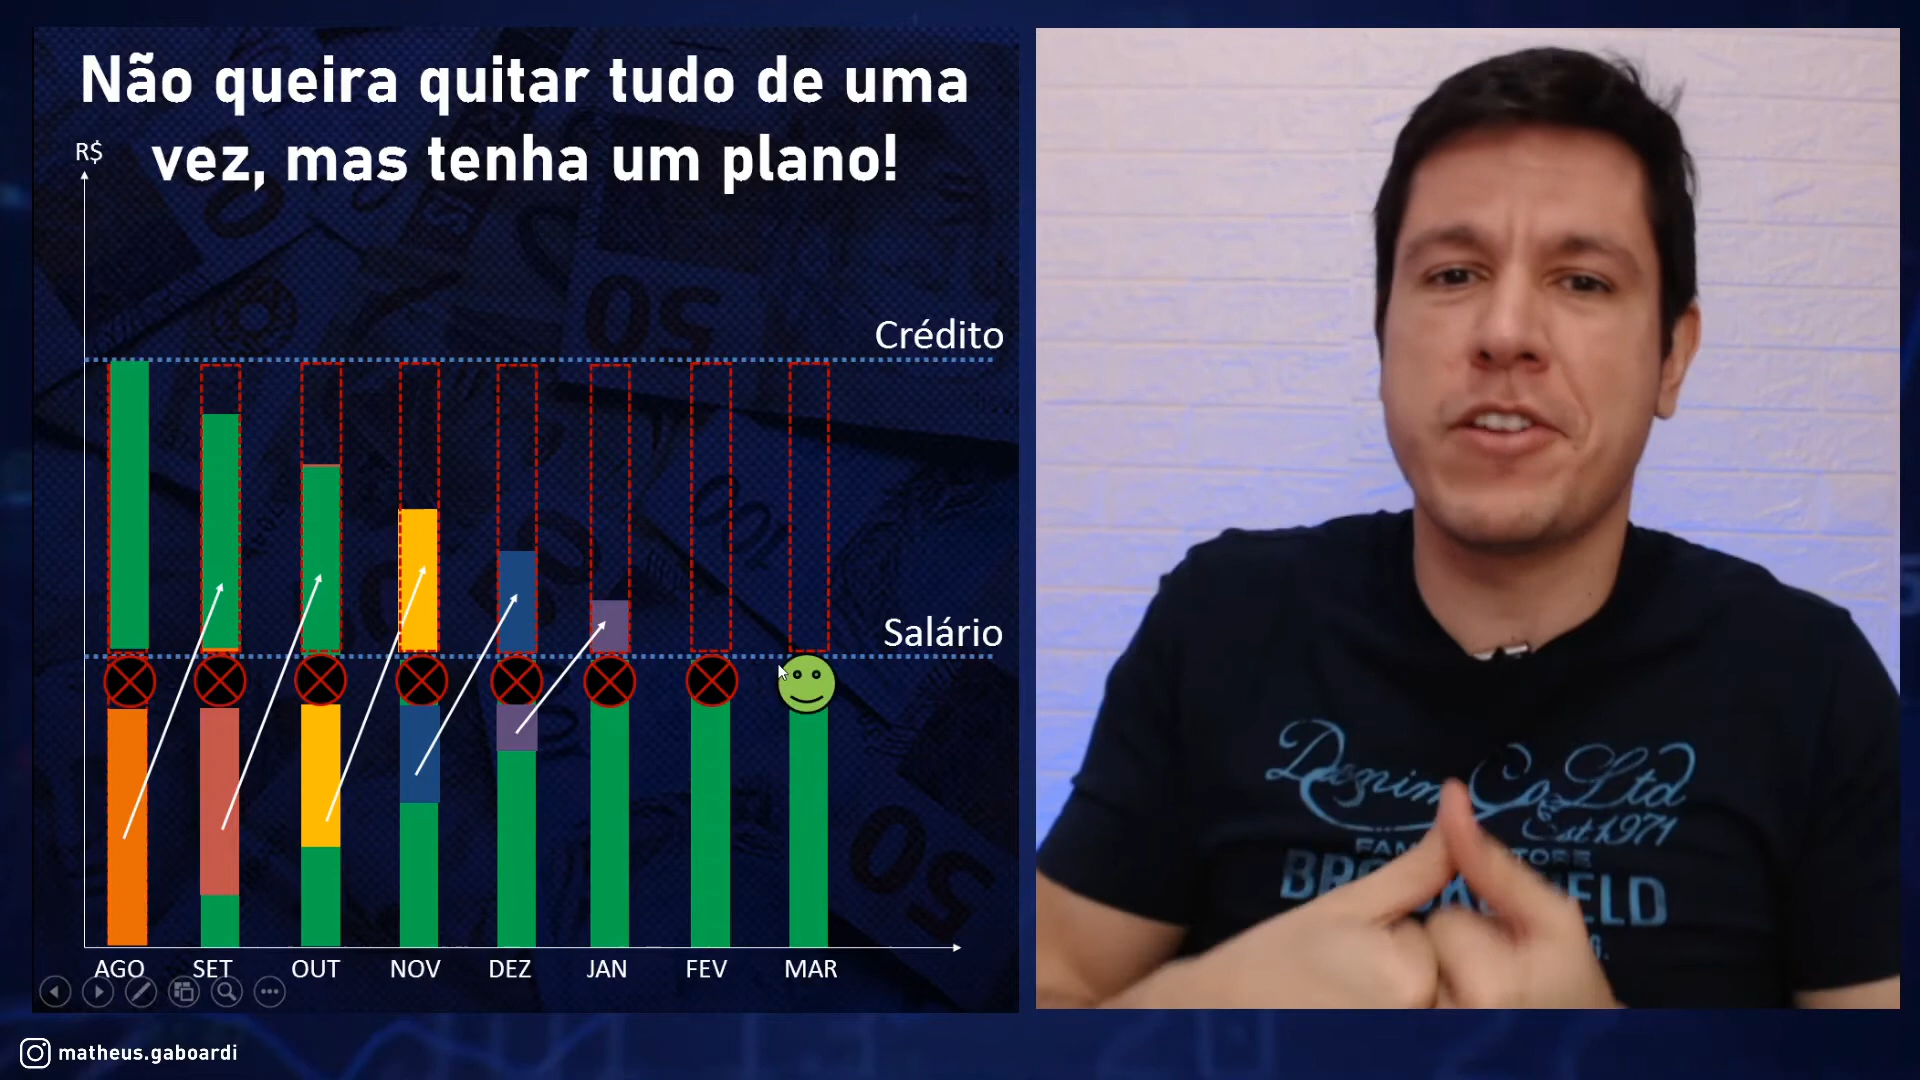 Não queira quitar tudo de uma
vez, mas tenha um plano!
R$
Crédito
Salário
AGO SET OUT NOV DEZ JAN FEV MAR
Denim Co. Ltd
Est 1971
matheus.gaboardi